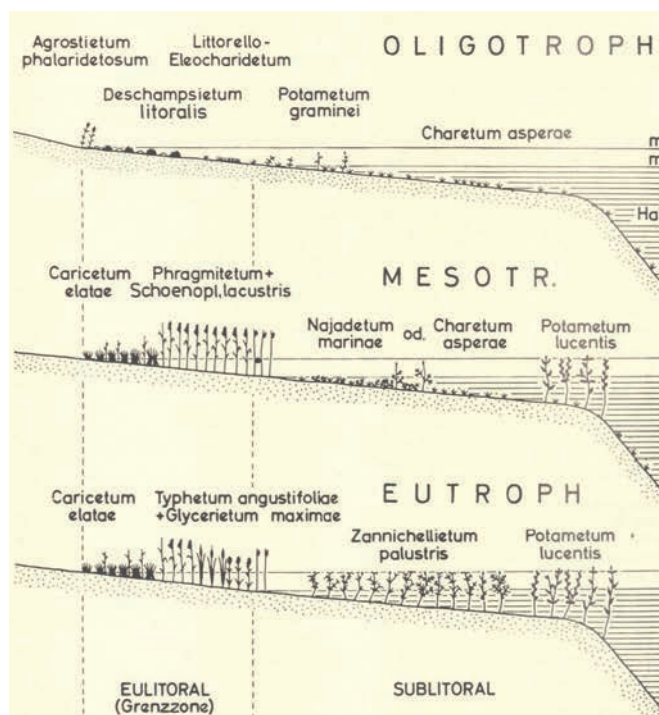 Agrostietum
phalaridetosum
Littorello-
Eleocharidetum
OLIGOTROPH
Deschampsietum
litoralis
Potametum
graminei
Charetum asperae
m
m
Ha
Caricetum
elatae
Phragmitetum+
Schoenopl. lacustris
MESOTR.
Najadetum
marinae
od.
Charetum
asperae
Potametum
lucentis
EUTROPH
Caricetum
elatae
Typhetum angustifoliae
+Glycerietum maximae
Zannichellietum
palustris
Potametum
lucentis
EULITORAL
(Grenzzone)
SUBLITORAL